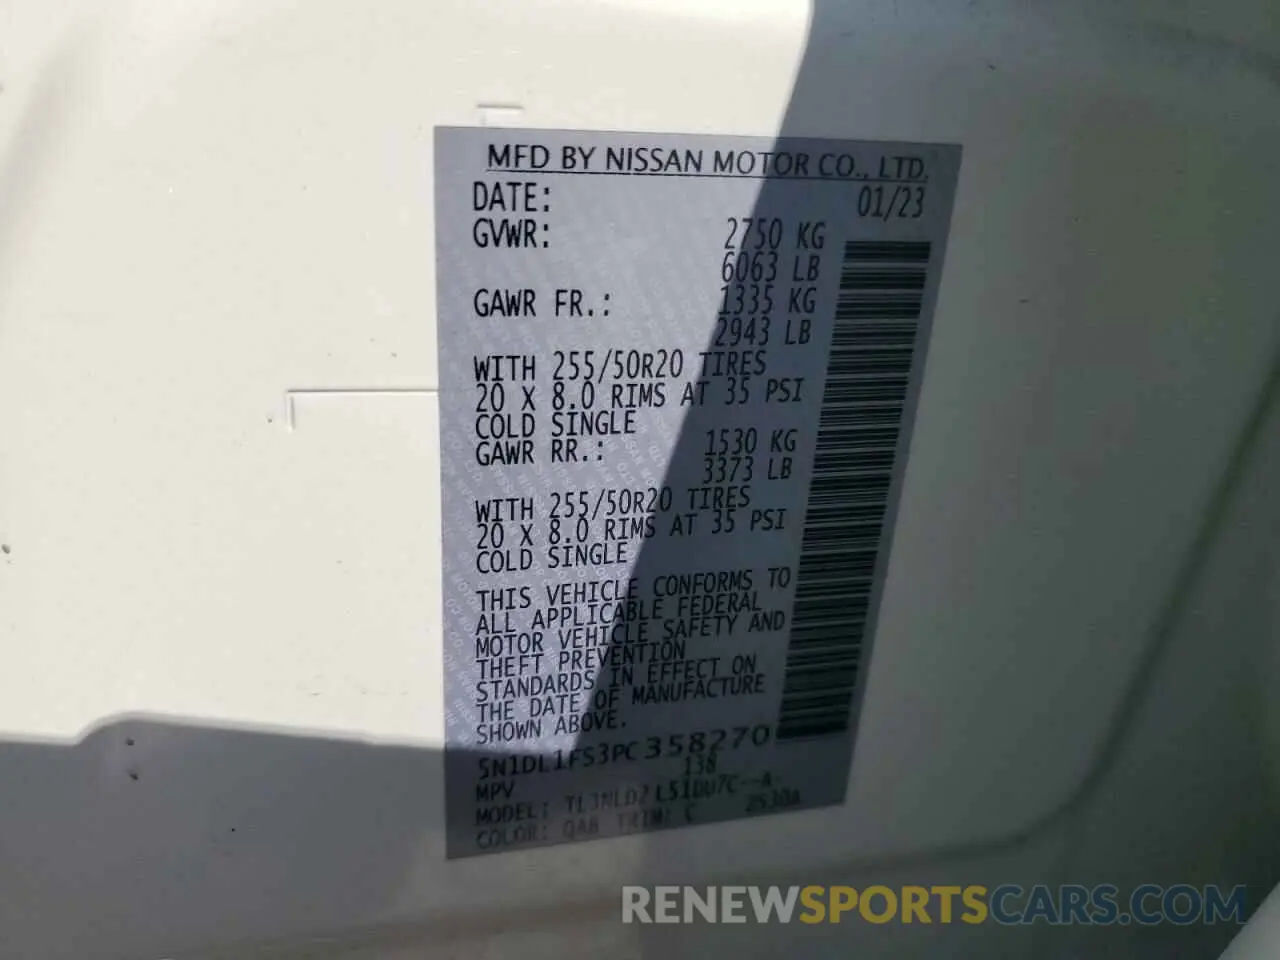 MFD BY NISSAN MOTOR CO., LTD.
DATE: 01/23
GVWR: 2750 KG
6063 LB
GAWR FR.: 1335 KG
2943 LB
WITH 255/50R20 TIRES
20 X 8.0 RIMS AT 35 PSI
COLD SINGLE
GAWR RR.: 1530 KG
3373 LB
WITH 255/50R20 TIRES
20 X 8.0 RIMS AT 35 PSI
COLD SINGLE
THIS VEHICLE CONFORMS TO
ALL APPLICABLE FEDERAL
MOTOR VEHICLE SAFETY AND
THEFT PREVENTION
STANDARDS IN EFFECT ON
THE DATE OF MANUFACTURE
SHOWN ABOVE.
5N1DL1FS3PC358270
138
MPV
MODEL:
COLOR: QAB TRIM: C
RENEWSPORTSCARS.COM